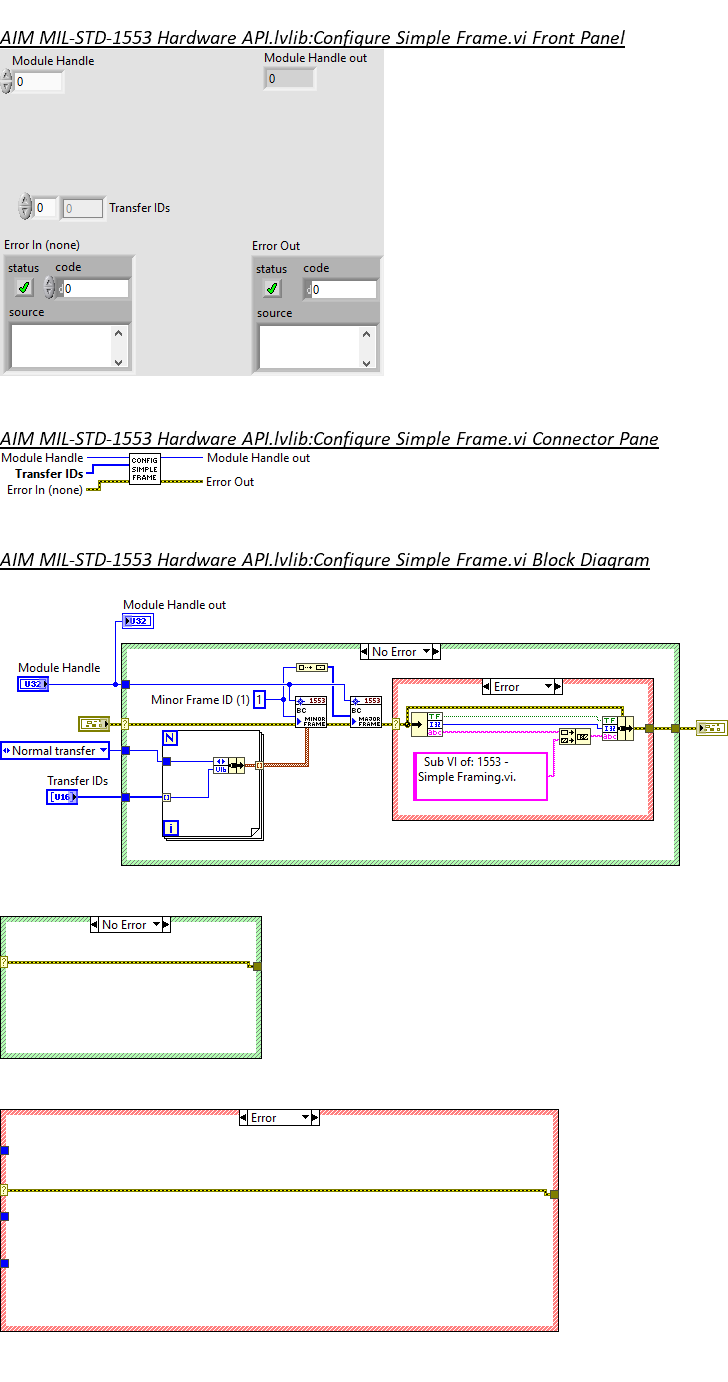 AIM MIL-STD-1553 Hardware API.lvlib:Configure Simple Frame.vi Front Panel
Module Handle
Module Handle out
0
0
0
0
Transfer IDs
Error In (none)
Error Out
status
code
status
code
0
0
source
source
AIM MIL-STD-1553 Hardware API.lvlib:Configure Simple Frame.vi Connector Pane
Module Handle
CONFIG
SIMPLE
FRAME
Module Handle out
Transfer IDs
Error In (none)
Error Out
AIM MIL-STD-1553 Hardware API.lvlib:Configure Simple Frame.vi Block Diagram
Module Handle out
U32
No Error
Module Handle
U32
Error
Minor Frame ID (1)
1
1553
BC
MINOR
FRAME
1553
BC
MAJOR
FRAME
?
?
TF
I32
abc
TF
I32
abc
Normal transfer
N
U16
Sub VI of: 1553 -
Simple Framing.vi.
Transfer IDs
U16
i
No Error
?
Error
?